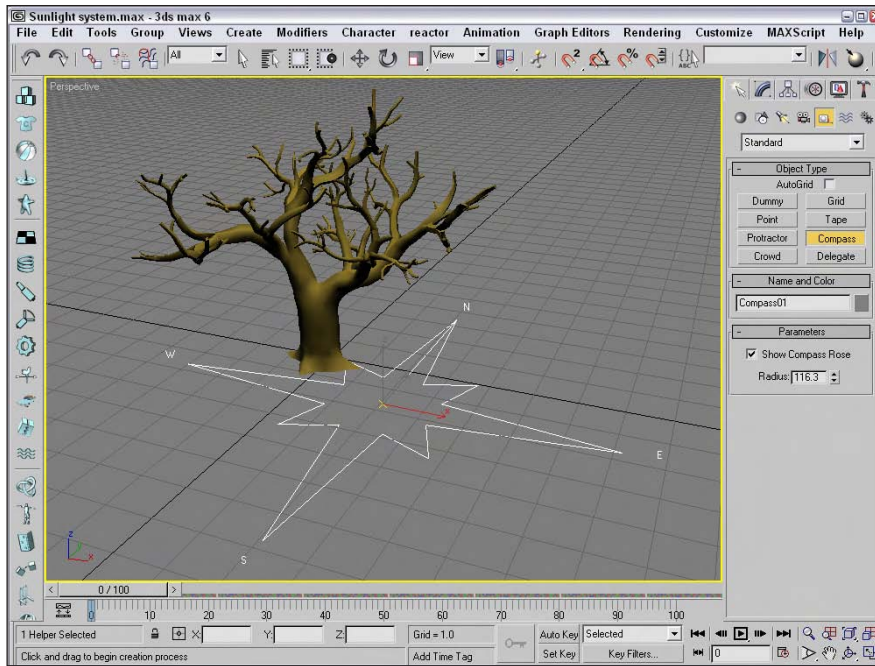 Sunlight system.max - 3ds max 6
File Edit Tools Group Views Create Modifiers Character reactor Animation Graph Editors Rendering Customize MAXScript Help
All
View
Perspective
N
W
E
S
z
y
x
Standard
- Object Type
AutoGrid
Dummy Grid
Point Tape
Protractor Compass
Crowd Delegate
- Name and Color
Compass01
- Parameters
Show Compass Rose
Radius: 116.3
< 0 / 100 >
0 10 20 30 40 50 60 70 80 90 100
1 Helper Selected X: Y: Z: Grid = 1.0 Auto Key Selected
Click and drag to begin creation process Add Time Tag Set Key Key Filters... 0